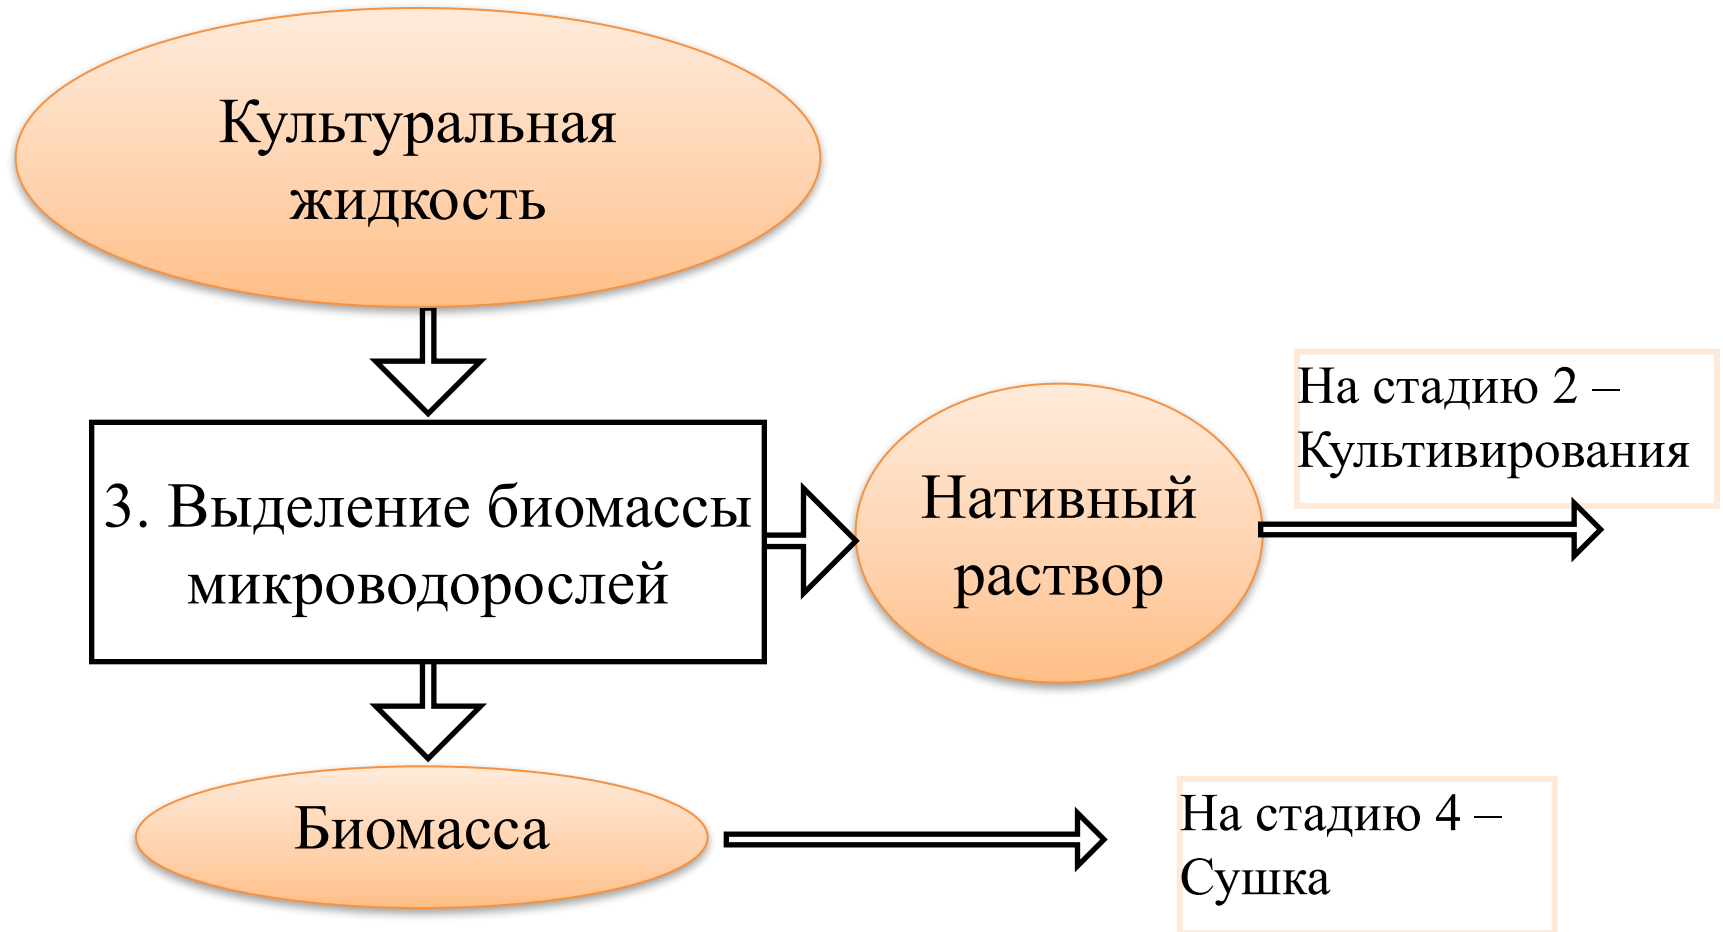 Культуральная
жидкость
3. Выделение биомассы
микроводорослей
Нативный
раствор
На стадию 2 –
Культивирования
Биомасса
На стадию 4 –
Сушка